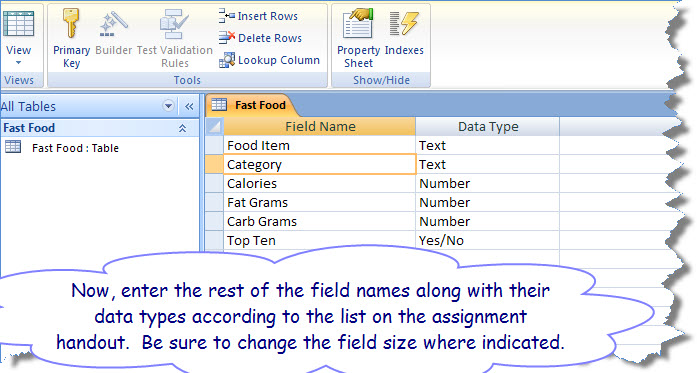 View
Views
Primary Key
Builder
Test Validation Rules
Insert Rows
Delete Rows
Lookup Column
Tools
Property Sheet
Indexes
Show/Hide
All Tables
Fast Food
Fast Food : Table
Fast Food
Field Name Data Type
Food Item Text
Category Text
Calories Number
Fat Grams Number
Carb Grams Number
Top Ten Yes/No
Now, enter the rest of the field names along with their
data types according to the list on the assignment
handout. Be sure to change the field size where indicated.